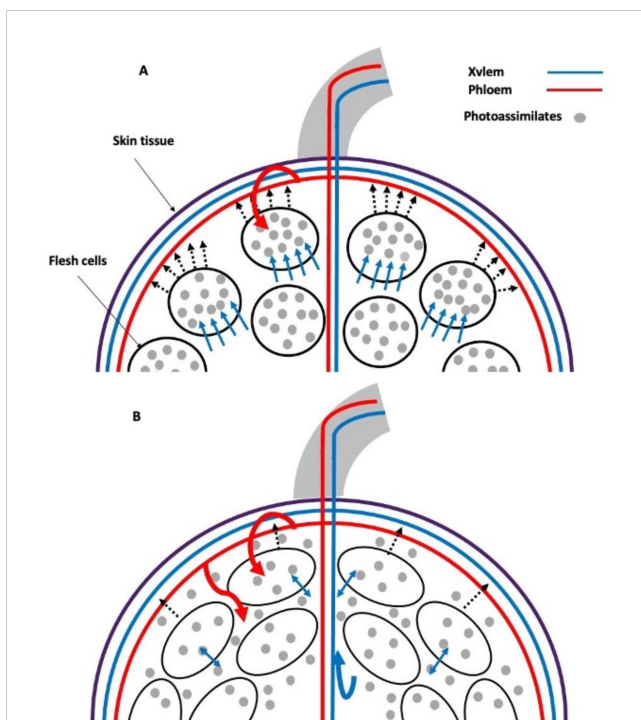 A
Xvlem
Phloem
Photoassimilates
Skin tissue
Flesh cells
B